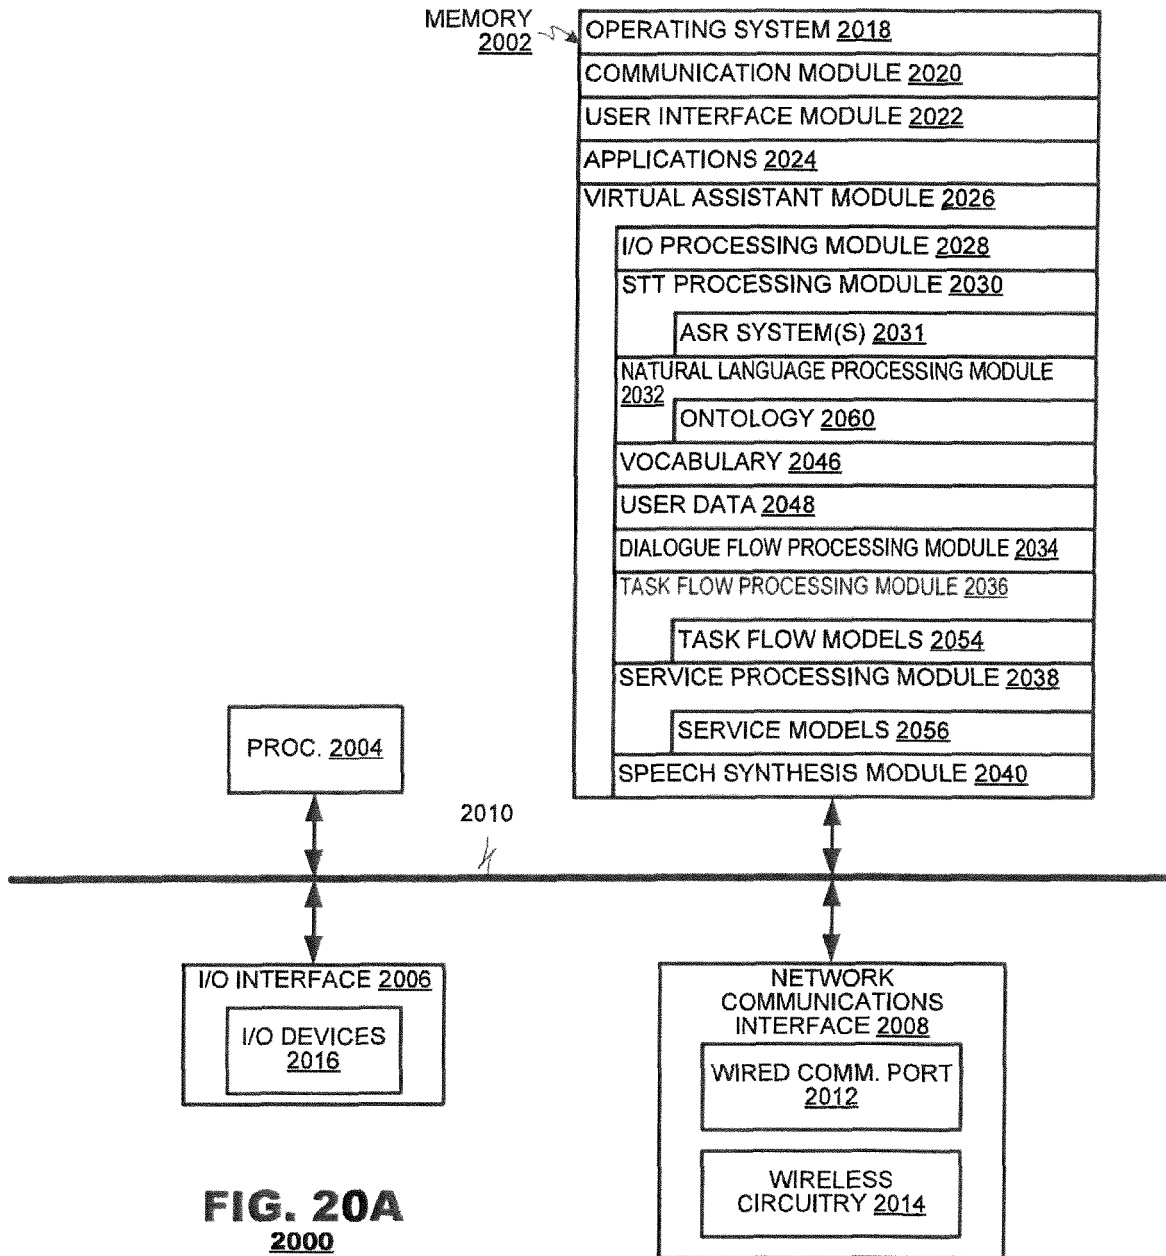 MEMORY
2002
OPERATING SYSTEM 2018
COMMUNICATION MODULE 2020
USER INTERFACE MODULE 2022
APPLICATIONS 2024
VIRTUAL ASSISTANT MODULE 2026
I/O PROCESSING MODULE 2028
STT PROCESSING MODULE 2030
ASR SYSTEM(S) 2031
NATURAL LANGUAGE PROCESSING MODULE
2032
ONTOLOGY 2060
VOCABULARY 2046
USER DATA 2048
DIALOGUE FLOW PROCESSING MODULE 2034
TASK FLOW PROCESSING MODULE 2036
TASK FLOW MODELS 2054
SERVICE PROCESSING MODULE 2038
SERVICE MODELS 2056
SPEECH SYNTHESIS MODULE 2040
PROC. 2004
2010
I/O INTERFACE 2006
I/O DEVICES
2016
NETWORK
COMMUNICATIONS
INTERFACE 2008
WIRED COMM. PORT
2012
WIRELESS
CIRCUITRY 2014
FIG. 20A
2000